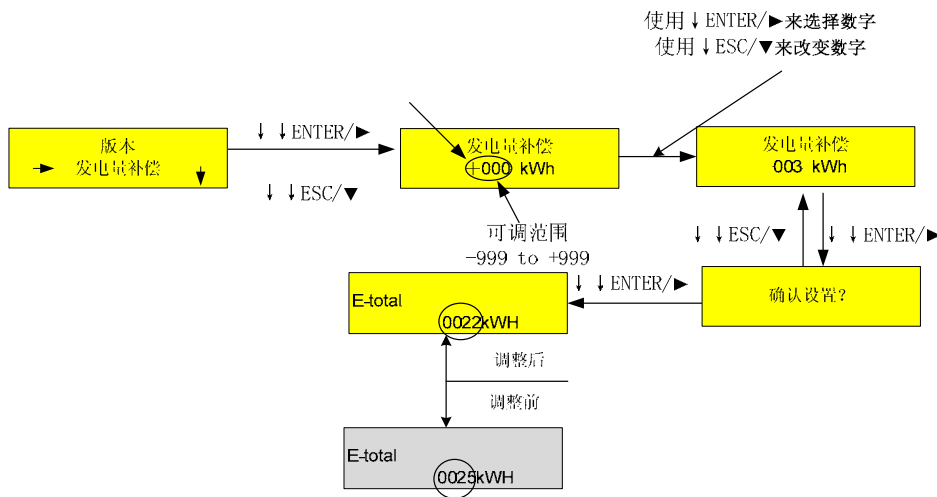 使用↓ENTER/▶来选择数字
使用↓ESC/▼来改变数字
版本
发电量补偿
↓ ↓ENTER/▶
↓ ↓ESC/▼
发电量补偿
+000 kWh
发电量补偿
003 kWh
可调范围
-999 to +999
↓ ↓ESC/▼
↓ ↓ENTER/▶
↓ ↓ENTER/▶
确认设置？
E-total
0022kWH
调整后
调整前
E-total
0025kWH